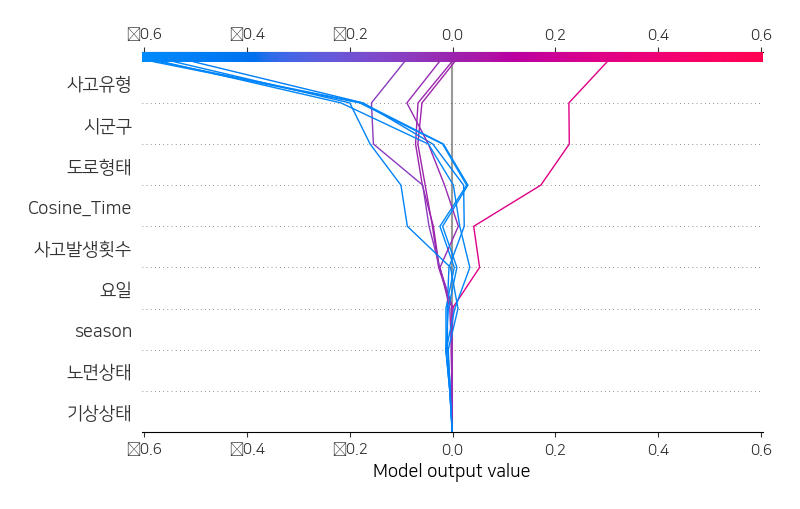 ☒0.6 ☒0.4 ☒0.2 0.0 0.2 0.4 0.6
사고유형
시군구
도로형태
Cosine_Time
사고발생횟수
요일
season
노면상태
기상상태
☒0.6 ☒0.4 ☒0.2 0.0 0.2 0.4 0.6
Model output value